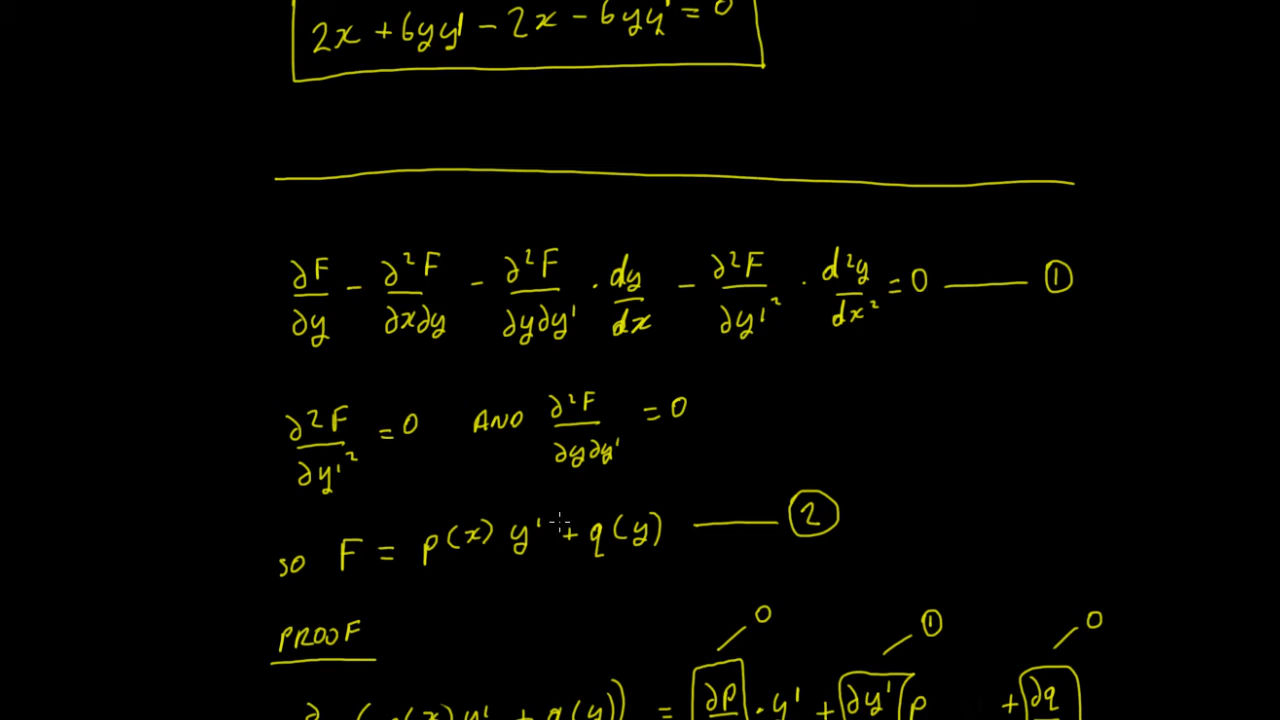 2x + 6yy' - 2x - 6yy' = 0
∂F/∂y - ∂²F/∂x∂y - ∂²F/∂y∂y' · dy/dx - ∂²F/∂y'² · d²y/dx² = 0 —— ①
∂²F/∂y'² = 0 AND ∂²F/∂y∂y' = 0
so F = p(x) y' + q(y) —— ②
0 ① 0
PROOF
∂ (p(x)y' + q(y)) = ∂p · y' + ∂y' p + ∂q